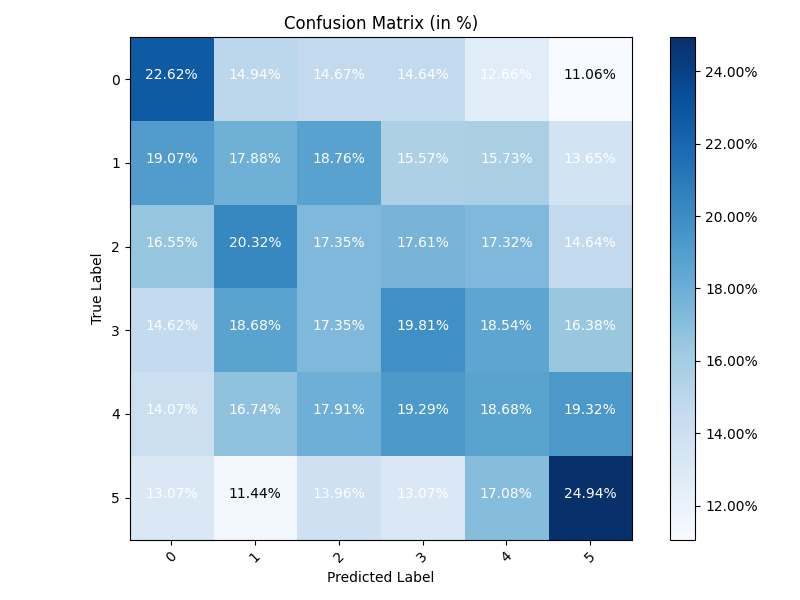 Confusion Matrix (in %)
True Label
0 22.62% 14.94% 14.67% 14.64% 12.66% 11.06%
1 19.07% 17.88% 18.76% 15.57% 15.73% 13.65%
2 16.55% 20.32% 17.35% 17.61% 17.32% 14.64%
3 14.62% 18.68% 17.35% 19.81% 18.54% 16.38%
4 14.07% 16.74% 17.91% 19.29% 18.68% 19.32%
5 13.07% 11.44% 13.96% 13.07% 17.08% 24.94%
0 1 2 3 4 5
Predicted Label
24.00%
22.00%
20.00%
18.00%
16.00%
14.00%
12.00%